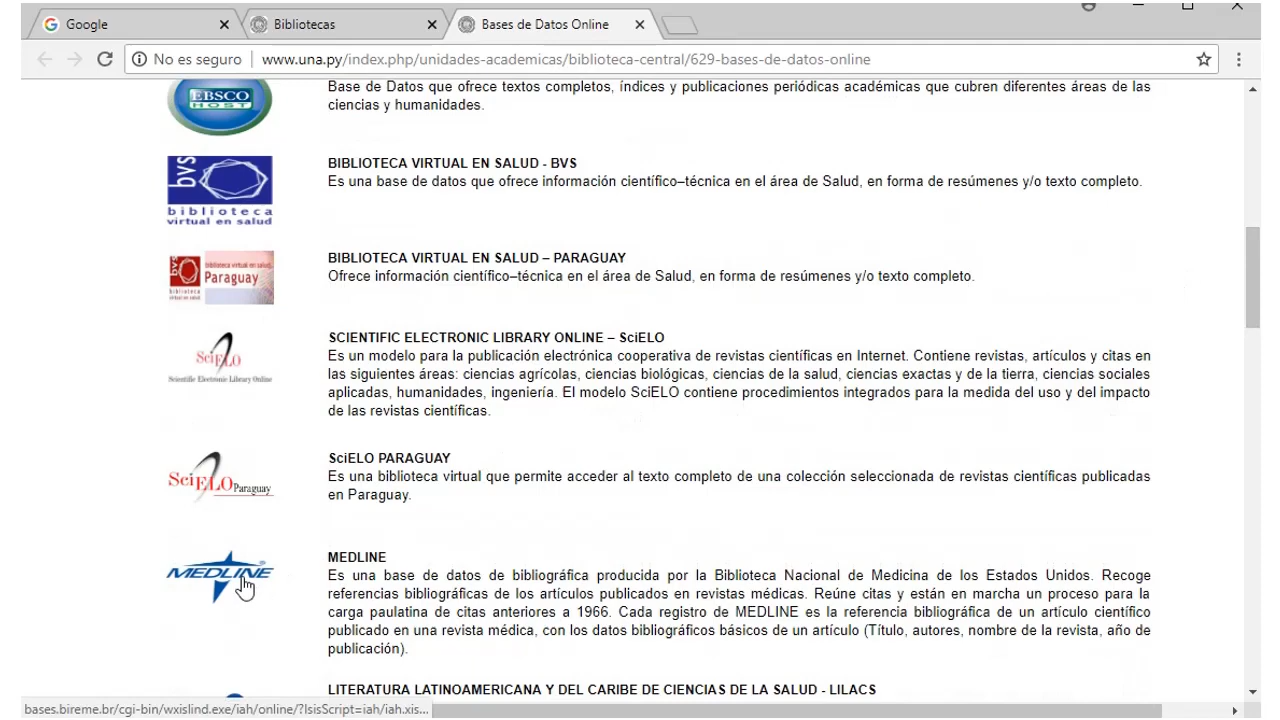 Google
Bibliotecas
Bases de Datos Online
No es seguro
www.una.py/index.php/unidades-academicas/biblioteca-central/629-bases-de-datos-online
EBSCO
HOST
Base de Datos que ofrece textos completos, índices y publicaciones periódicas académicas que cubren diferentes áreas de las
ciencias y humanidades.
bvs
biblioteca
virtual en salud
BIBLIOTECA VIRTUAL EN SALUD - BVS
Es una base de datos que ofrece información científico–técnica en el área de Salud, en forma de resúmenes y/o texto completo.
bvs
biblioteca
virtual en salud
biblioteca virtual en salud
Paraguay
BIBLIOTECA VIRTUAL EN SALUD – PARAGUAY
Ofrece información científico–técnica en el área de Salud, en forma de resúmenes y/o texto completo.
SciELO
Scientific Electronic Library Online
SCIENTIFIC ELECTRONIC LIBRARY ONLINE – SciELO
Es un modelo para la publicación electrónica cooperativa de revistas científicas en Internet. Contiene revistas, artículos y citas en
las siguientes áreas: ciencias agrícolas, ciencias biológicas, ciencias de la salud, ciencias exactas y de la tierra, ciencias sociales
aplicadas, humanidades, ingeniería. El modelo SciELO contiene procedimientos integrados para la medida del uso y del impacto
de las revistas científicas.
SciELO Paraguay
SciELO PARAGUAY
Es una biblioteca virtual que permite acceder al texto completo de una colección seleccionada de revistas científicas publicadas
en Paraguay.
MEDLINE®
MEDLINE
Es una base de datos de bibliográfica producida por la Biblioteca Nacional de Medicina de los Estados Unidos. Recoge
referencias bibliográficas de los artículos publicados en revistas médicas. Reúne citas y están en marcha un proceso para la
carga paulatina de citas anteriores a 1966. Cada registro de MEDLINE es la referencia bibliográfica de un artículo científico
publicado en una revista médica, con los datos bibliográficos básicos de un artículo (Título, autores, nombre de la revista, año de
publicación).
LITERATURA LATINOAMERICANA Y DEL CARIBE DE CIENCIAS DE LA SALUD - LILACS
bases.bireme.br/cgi-bin/wxislind.exe/iah/online/?IsisScript=iah/iah.xis...